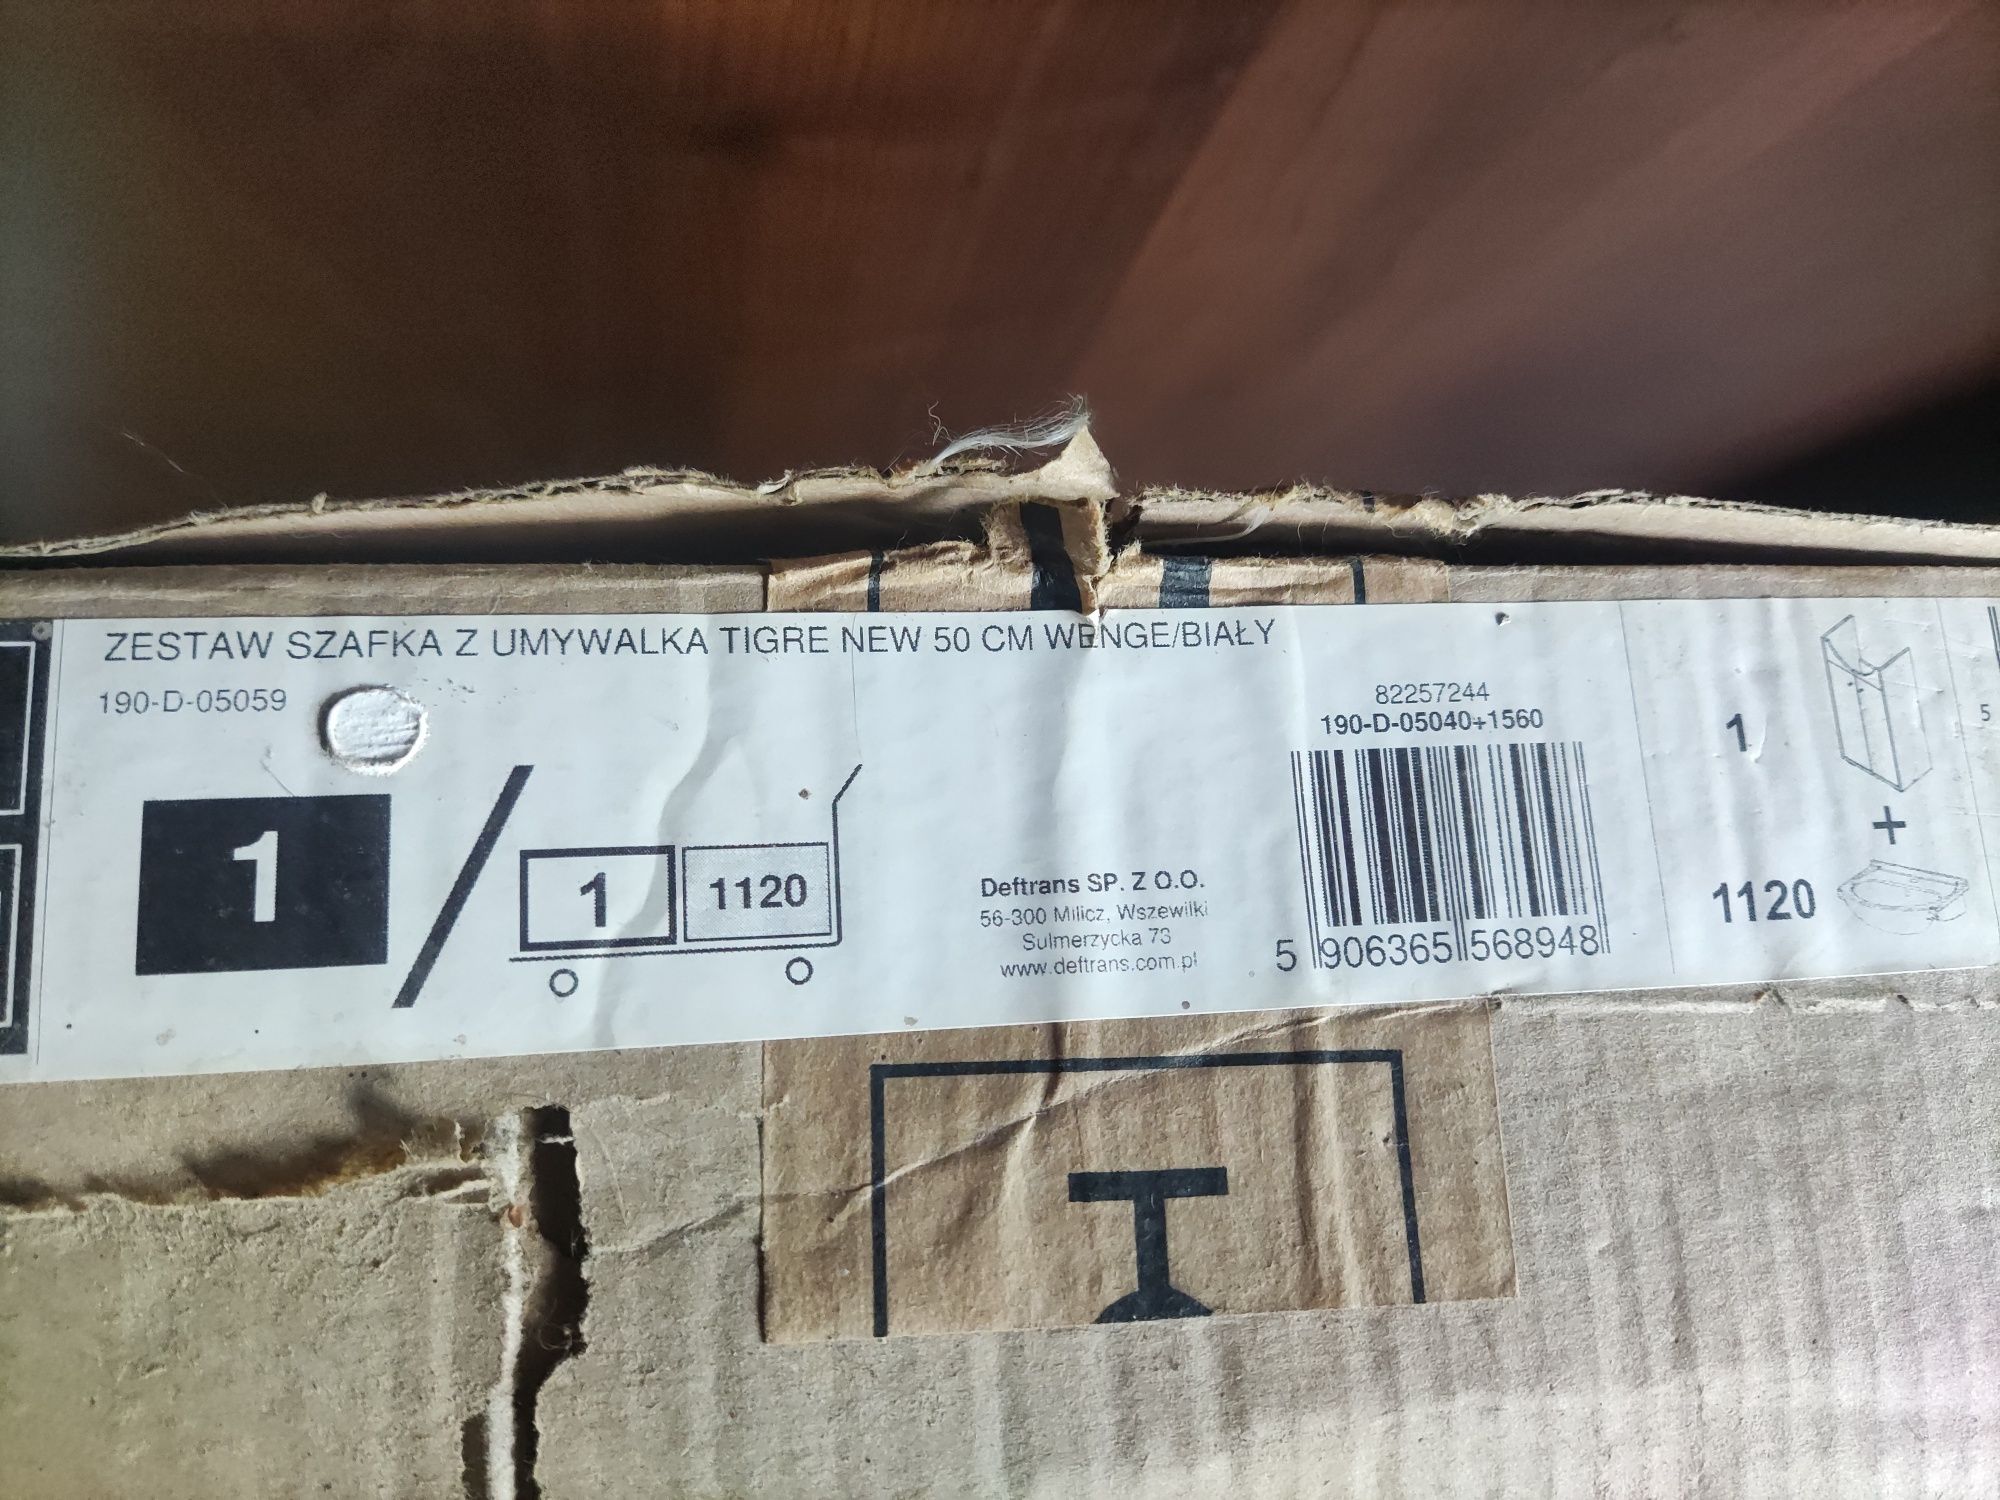 ZESTAW SZAFKA Z UMYWALKA TIGRE NEW 50 CM WENGE/BIAŁY
190-D-05059
1
1
1120
Deftrans SP. Z O.O.
56-300 Milicz, Wszewilki
Sulmerzycka 73
www.deftrans.com.pl
82257244
190-D-05040+1560
5 906365 568948
1
+
1120
5